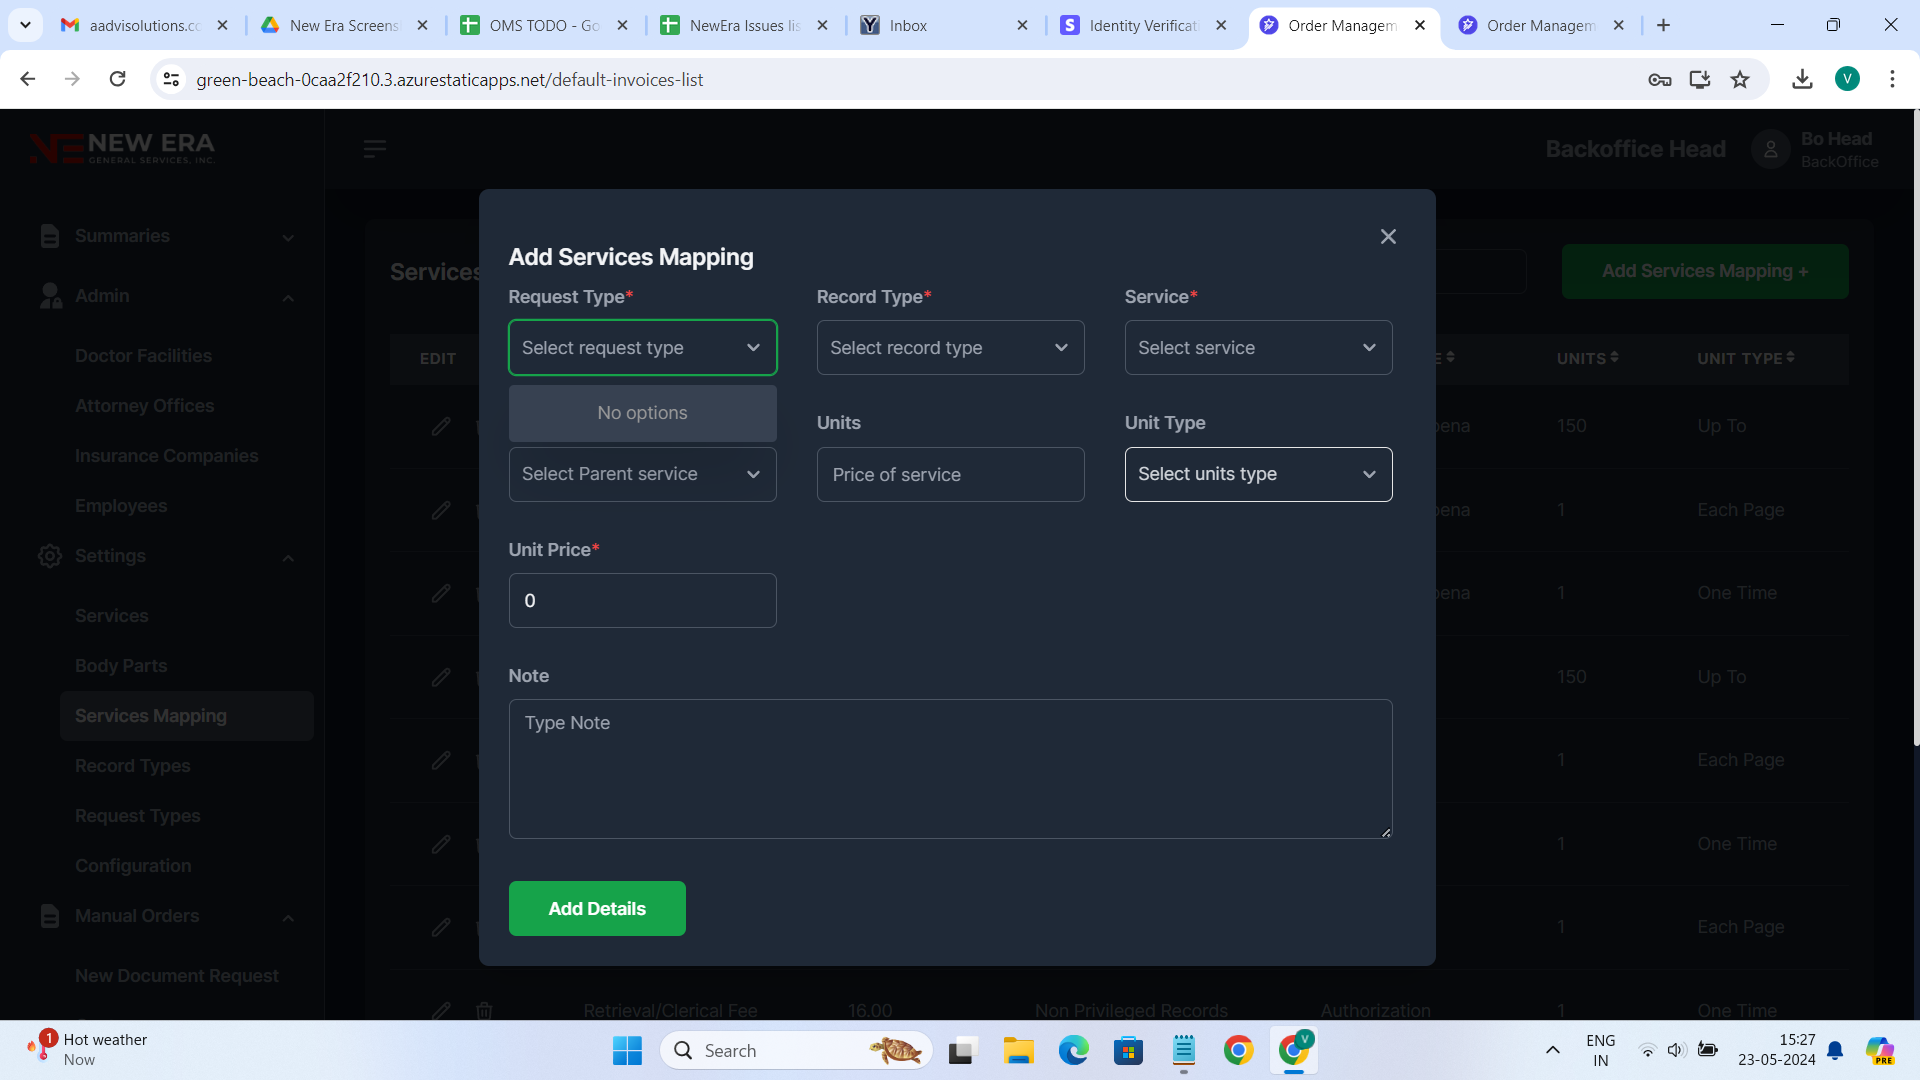 aadvisolutions.co
New Era Screens
OMS TODO - Go
NewEra Issues lis
Inbox
Identity Verificat
Order Managem
Order Managem
green-beach-0caa2f210.3.azurestaticapps.net/default-invoices-list
V
NEW ERA
GENERAL SERVICES, INC.
Backoffice Head
Bo Head
BackOffice
Summaries
Admin
Doctor Facilities
Attorney Offices
Insurance Companies
Employees
Settings
Services
Body Parts
Services Mapping
Record Types
Request Types
Configuration
Manual Orders
New Document Request
Services
Add Services Mapping +
EDIT
UNITS
UNIT TYPE
150
Up To
1
Each Page
1
One Time
150
Up To
1
Each Page
1
One Time
1
Each Page
Retrieval/Clerical Fee
16.00
Non Privileged Records
Authorization
1
One Time
Add Services Mapping
Request Type*
Record Type*
Service*
Select request type
Select record type
Select service
No options
Units
Unit Type
Select Parent service
Price of service
Select units type
Unit Price*
0
Note
Type Note
Add Details
1
Hot weather
Now
Search
V
ENG
IN
15:27
23-05-2024
PRE